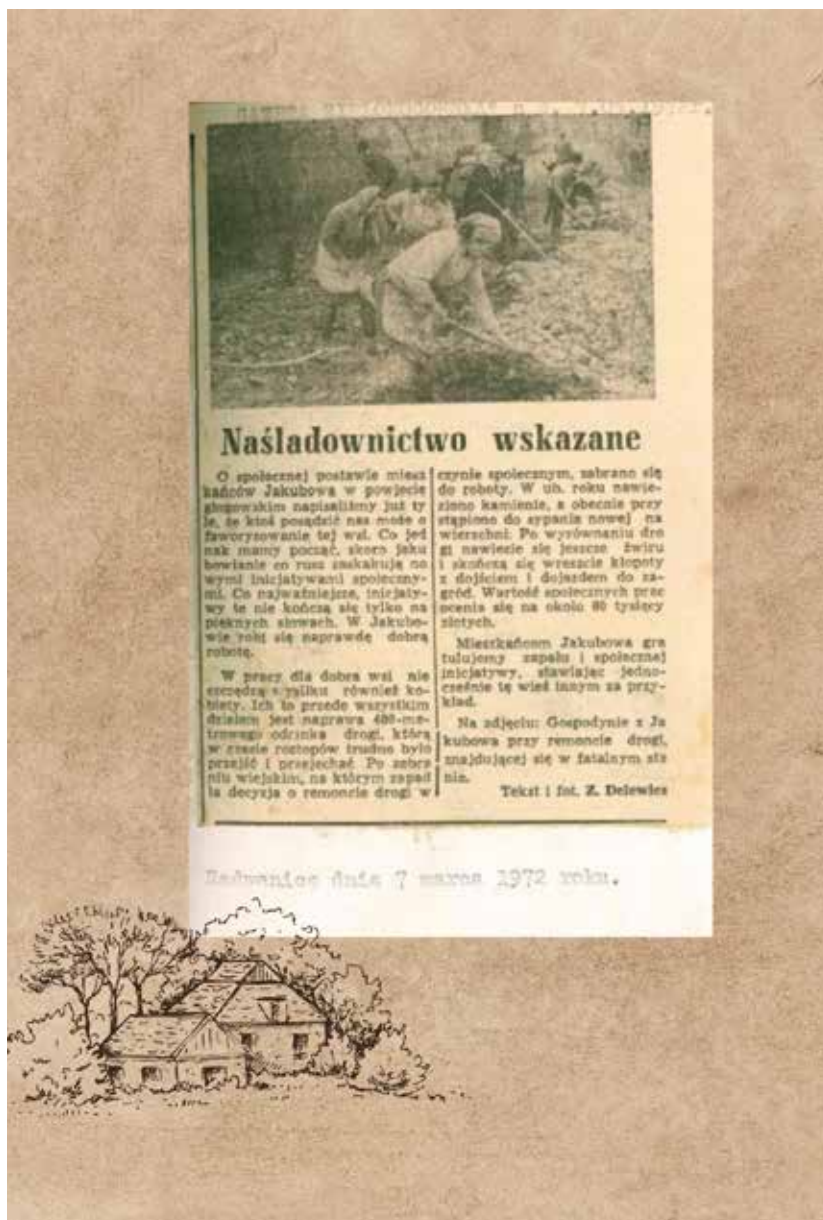 Naśladownictwo wskazane
O społecznej postawie miesz
kańców Jakubowa w powiecie
głogowskim napisaliśmy już ty
le, że ktoś posądzić nas może o
faworyzowanie tej wsi. Co jed
nak mamy począć, skoro jaku
bowianie co rusz zaskakują no
wymi inicjatywami społeczny-
mi. Co najważniejsze, inicjaty-
wy te nie kończą się tylko na
pięknych słowach. W Jakubo-
wie robi się naprawdę dobrą
robotę.
W pracy dla dobra wsi nie
szczędzą wysiłku również ko-
biety. Ich to przede wszystkim
dziełem jest naprawa 400-me-
trowego odcinka drogi, którą
w czasie roztopów trudno było
przejść i przejechać. Po zebra
niu wiejskim, na którym zapad
ła decyzja o remoncie drogi w
czynie społecznym, zabrano się
do roboty. W ub. roku nawie-
ziono kamienie, a obecnie przy
stąpiono do sypania nowej na
wierzchni. Po wyrównaniu dro
gi nawiezie się jeszcze żwiru
i skończą się wreszcie kłopoty
z dojściem i dojazdem do za-
gród. Wartość społecznych prac
ocenia się na około 80 tysięcy
złotych.
Mieszkańcom Jakubowa gra
tulujemy zapału i społecznej
inicjatywy, stawiając jedno-
cześnie tę wieś innym za przy-
kład.
Na zdjęciu: Gospodynie z Ja
kubowa przy remoncie drogi,
znajdującej się w fatalnym sta
nie.
Tekst i fot. Z. Delewicz
dnia 7 marca 1972 roku.